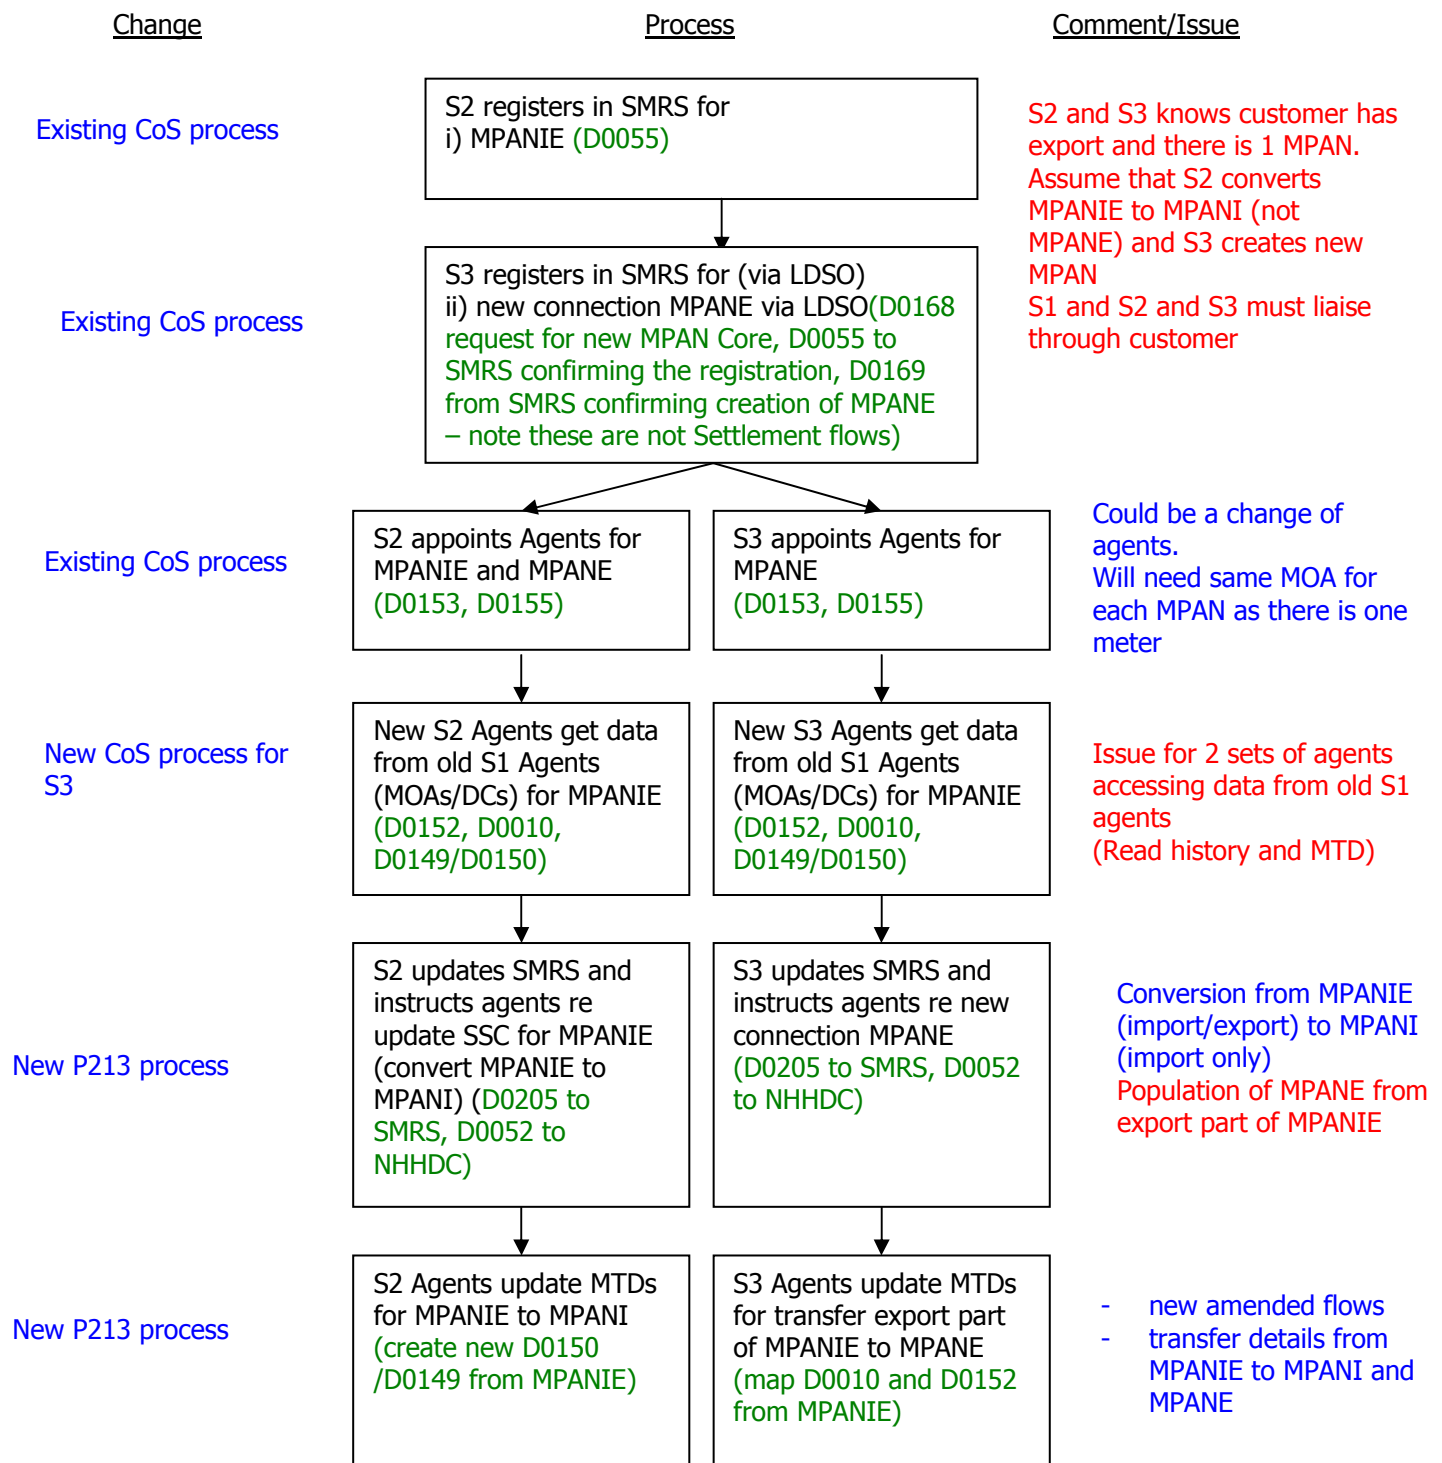 Change
Process
Comment/Issue
Existing CoS process
S2 registers in SMRS for
i) MPANIE (D0055)
S2 and S3 knows customer has
export and there is 1 MPAN.
Assume that S2 converts
MPANIE to MPANI (not
MPANE) and S3 creates new
MPAN
S1 and S2 and S3 must liaise
through customer
Existing CoS process
S3 registers in SMRS for (via LDSO)
ii) new connection MPANE via LDSO(D0168
request for new MPAN Core, D0055 to
SMRS confirming the registration, D0169
from SMRS confirming creation of MPANE
– note these are not Settlement flows)
Existing CoS process
S2 appoints Agents for
MPANIE and MPANE
(D0153, D0155)
S3 appoints Agents for
MPANE
(D0153, D0155)
Could be a change of
agents.
Will need same MOA for
each MPAN as there is one
meter
New CoS process for
S3
New S2 Agents get data
from old S1 Agents
(MOAs/DCs) for MPANIE
(D0152, D0010,
D0149/D0150)
New S3 Agents get data
from old S1 Agents
(MOAs/DCs) for MPANIE
(D0152, D0010,
D0149/D0150)
Issue for 2 sets of agents
accessing data from old S1
agents
(Read history and MTD)
New P213 process
S2 updates SMRS and
instructs agents re
update SSC for MPANIE
(convert MPANIE to
MPANI) (D0205 to
SMRS, D0052 to
NHHDC)
S3 updates SMRS and
instructs agents re new
connection MPANE
(D0205 to SMRS, D0052
to NHHDC)
Conversion from MPANIE
(import/export) to MPANI
(import only)
Population of MPANE from
export part of MPANIE
New P213 process
S2 Agents update MTDs
for MPANIE to MPANI
(create new D0150
/D0149 from MPANIE)
S3 Agents update MTDs
for transfer export part
of MPANIE to MPANE
(map D0010 and D0152
from MPANIE)
- new amended flows
- transfer details from
MPANIE to MPANI and
MPANE